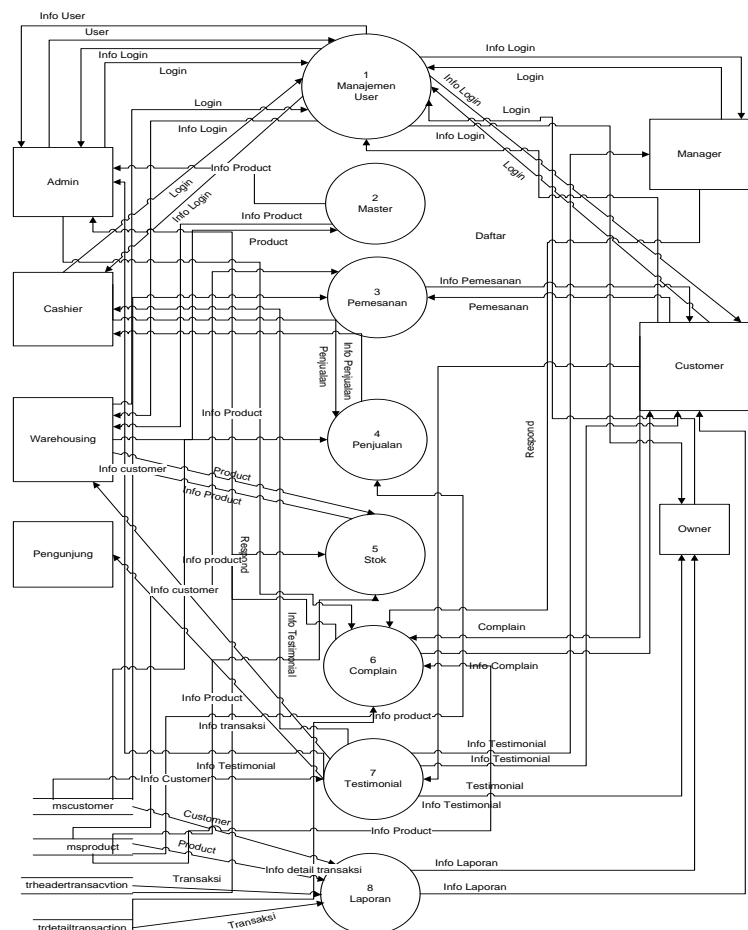 Info User
User
Info Login
Login
1
Manajemen
User
Info Login
Login
Info Login
Login
Info Login
Login
Info Login
Login
Info Login
Manager
Admin
Info Product
Login
Info Login
2
Master
Info Product
Product
Daftar
Cashier
3
Pemesanan
Info Pemesanan
Pemesanan
Penjualan
Info Penjualan
Customer
Warehousing
Info Product
4
Penjualan
Respound
Info customer
Product
Info Product
Pengunjung
Respond
5
Stok
Owner
Info product
Info customer
Info Testimonial
6
Complain
Complain
Info Complain
Info Product
Info transaksi
Info product
Info Testimonial
Info Customer
7
Testimonial
Info Testimonial
Info Testimonial
Testimonial
Info Testimonial
mscustomer
Customer
Info Product
msproduct
Product
Info detail transaksi
8
Laporan
Info Laporan
Info Laporan
trheadertransacvtion
Transaksi
trdetailtransaction
Transaksi